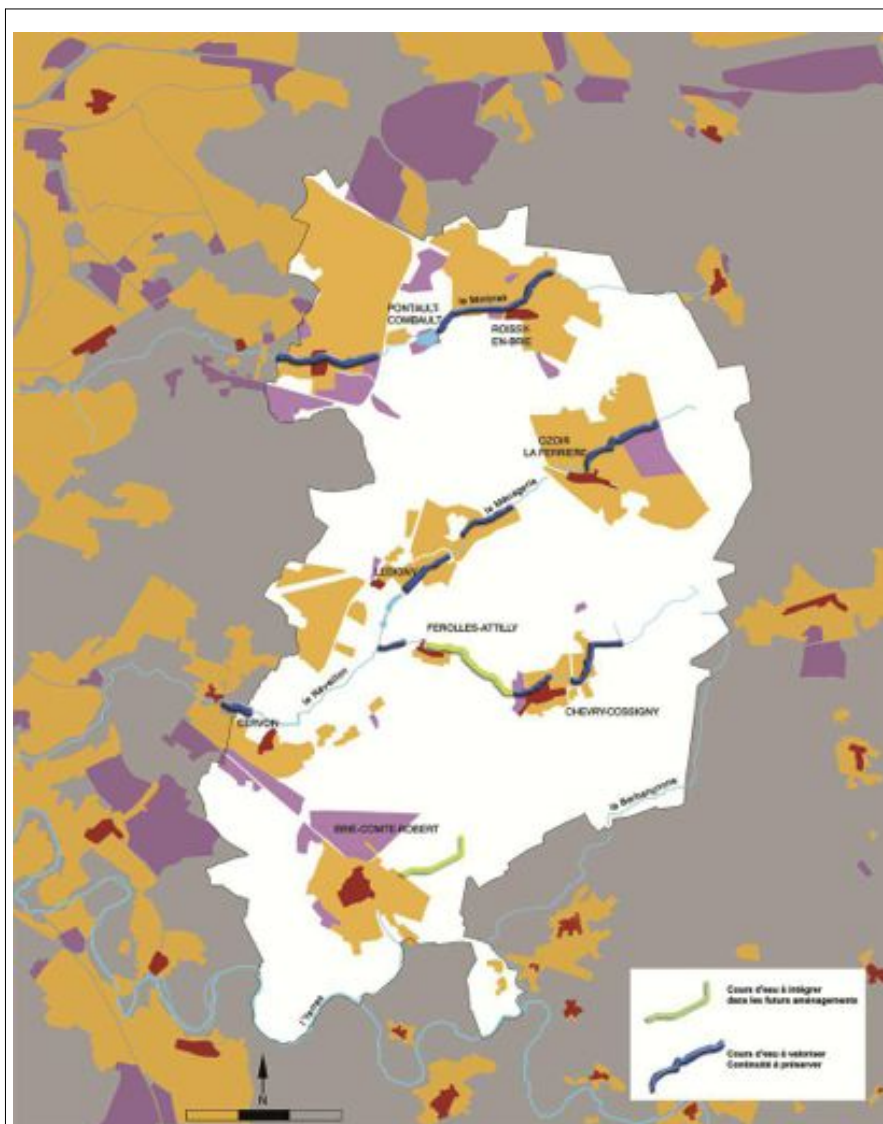 le Morbras
PONTAULT-
COMBAULT
ROISSY-
EN-BRIE
OZOIR
LA FERRIERE
la Ménagerie
LESIGNY
FEROLLES-ATTILLY
le Réveillon
SERVON
CHEVRY-COSSIGNY
la Barbançonne
BRIE-COMTE-ROBERT
l'Yerres
N
Cours d'eau à intégrer
dans les futurs aménagements
Cours d'eau à valoriser
Continuité à préserver